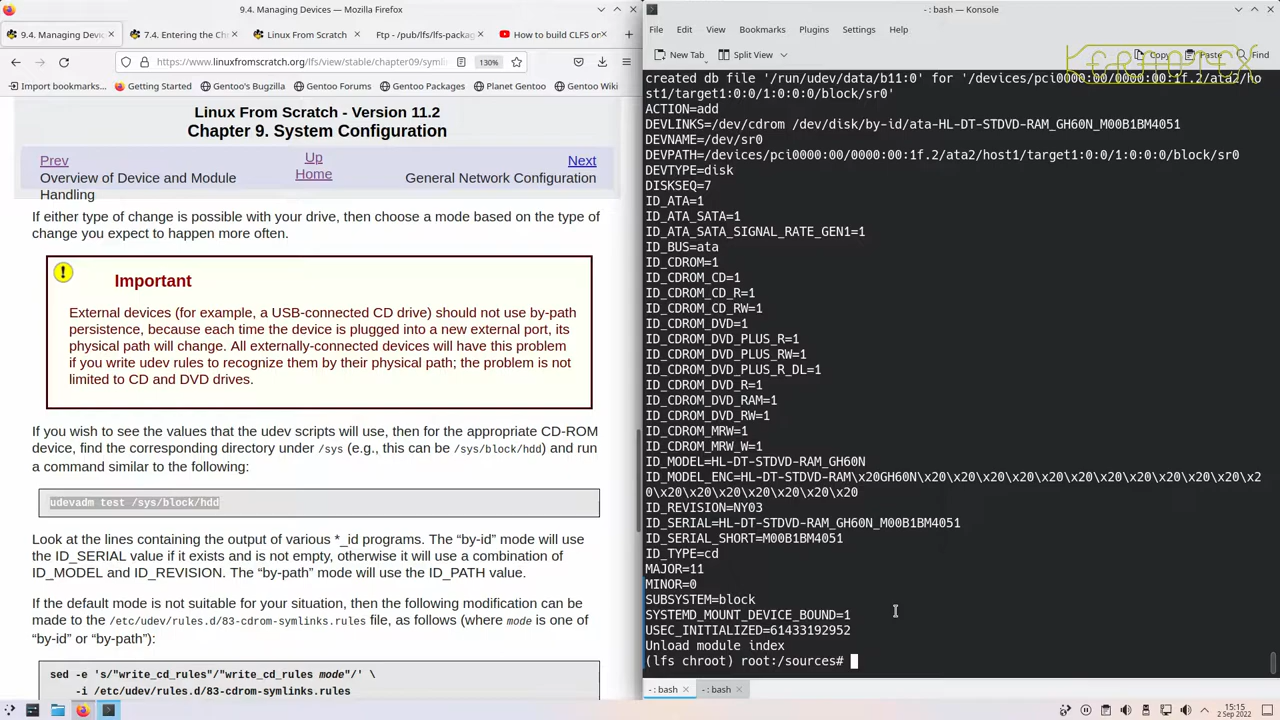 9.4. Managing Devices — Mozilla Firefox
9.4. Managing Devic
7.4. Entering the Ch
Linux From Scratch
Ftp - /pub/lfs/lfs-packag
How to build CLFS on
https://www.linuxfromscratch.org/lfs/view/stable/chapter09/symli
130%
Import bookmarks...
Getting Started
Gentoo's Bugzilla
Gentoo Forums
Gentoo Packages
Planet Gentoo
Gentoo Wiki
Linux From Scratch - Version 11.2
Chapter 9. System Configuration
Prev
Up
Next
Overview of Device and Module
Handling
Home
General Network Configuration
If either type of change is possible with your drive, then choose a mode based on the type of
change you expect to happen more often.
Important
External devices (for example, a USB-connected CD drive) should not use by-path
persistence, because each time the device is plugged into a new external port, its
physical path will change. All externally-connected devices will have this problem
if you write udev rules to recognize them by their physical path; the problem is not
limited to CD and DVD drives.
If you wish to see the values that the udev scripts will use, then for the appropriate CD-ROM
device, find the corresponding directory under /sys (e.g., this can be /sys/block/hdd) and run
a command similar to the following:
udevadm test /sys/block/hdd
Look at the lines containing the output of various *_id programs. The “by-id” mode will use
the ID_SERIAL value if it exists and is not empty, otherwise it will use a combination of
ID_MODEL and ID_REVISION. The “by-path” mode will use the ID_PATH value.
If the default mode is not suitable for your situation, then the following modification can be
made to the /etc/udev/rules.d/83-cdrom-symlinks.rules file, as follows (where mode is one of
“by-id” or “by-path”):
sed -e 's/"write_cd_rules"/"write_cd_rules mode"/' \
-i /etc/udev/rules.d/83-cdrom-symlinks.rules
- : bash — Konsole
File Edit View Bookmarks Plugins Settings Help
New Tab Split View Copy Paste Find
created db file '/run/udev/data/b11:0' for '/devices/pci0000:00/0000:00:1f.2/ata2/ho
st1/target1:0:0/1:0:0:0/block/sr0'
ACTION=add
DEVLINKS=/dev/cdrom /dev/disk/by-id/ata-HL-DT-STDVD-RAM_GH60N_M00B1BM4051
DEVNAME=/dev/sr0
DEVPATH=/devices/pci0000:00/0000:00:1f.2/ata2/host1/target1:0:0/1:0:0:0/block/sr0
DEVTYPE=disk
DISKSEQ=7
ID_ATA=1
ID_ATA_SATA=1
ID_ATA_SATA_SIGNAL_RATE_GEN1=1
ID_BUS=ata
ID_CDROM=1
ID_CDROM_CD=1
ID_CDROM_CD_R=1
ID_CDROM_CD_RW=1
ID_CDROM_DVD=1
ID_CDROM_DVD_PLUS_R=1
ID_CDROM_DVD_PLUS_RW=1
ID_CDROM_DVD_PLUS_R_DL=1
ID_CDROM_DVD_R=1
ID_CDROM_DVD_RAM=1
ID_CDROM_DVD_RW=1
ID_CDROM_MRW=1
ID_CDROM_MRW_W=1
ID_MODEL=HL-DT-STDVD-RAM_GH60N
ID_MODEL_ENC=HL-DT-STDVD-RAM\x20GH60N\x20\x20\x20\x20\x20\x20\x20\x20\x20\x20\x20\x2
0\x20\x20\x20\x20\x20\x20
ID_REVISION=NY03
ID_SERIAL=HL-DT-STDVD-RAM_GH60N_M00B1BM4051
ID_SERIAL_SHORT=M00B1BM4051
ID_TYPE=cd
MAJOR=11
MINOR=0
SUBSYSTEM=block
SYSTEMD_MOUNT_DEVICE_BOUND=1
USEC_INITIALIZED=61433192952
Unload module index
(lfs chroot) root:/sources#
- : bash
- : bash
15:15
2 Sep 2022